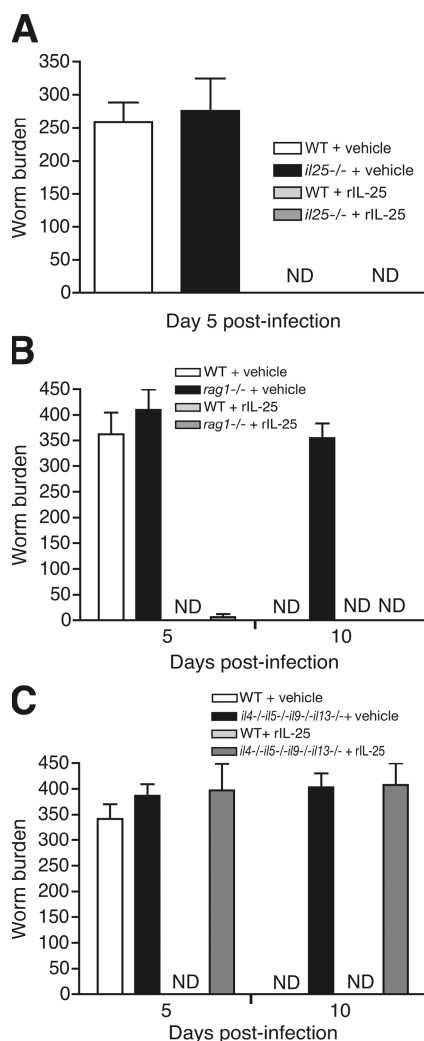 A
350
300
250
200
150
100
50
0
Worm burden
WT + vehicle
il25-/- + vehicle
WT + rIL-25
il25-/- + rIL-25
ND ND
Day 5 post-infection
B
WT + vehicle
rag1-/- + vehicle
WT + rIL-25
rag1-/- + rIL-25
450
400
350
300
250
200
150
100
50
0
Worm burden
ND ND ND ND
5 10
Days post-infection
C
WT + vehicle
il4-/-il5-/-il9-/-il13-/-+ vehicle
WT+ rIL-25
il4-/-il5-/-il9-/-il13-/- + rIL-25
450
400
350
300
250
200
150
100
50
0
Worm burden
ND ND ND
5 10
Days post-infection